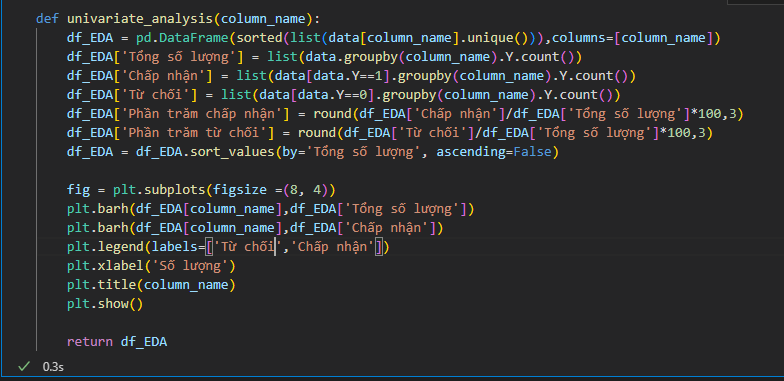 def univariate_analysis(column_name):
    df_EDA = pd.DataFrame(sorted(list(data[column_name].unique())),columns=[column_name])
    df_EDA['Tổng số lượng'] = list(data.groupby(column_name).Y.count())
    df_EDA['Chấp nhận'] = list(data[data.Y==1].groupby(column_name).Y.count())
    df_EDA['Từ chối'] = list(data[data.Y==0].groupby(column_name).Y.count())
    df_EDA['Phần trăm chấp nhận'] = round(df_EDA['Chấp nhận']/df_EDA['Tổng số lượng']*100,3)
    df_EDA['Phần trăm từ chối'] = round(df_EDA['Từ chối']/df_EDA['Tổng số lượng']*100,3)
    df_EDA = df_EDA.sort_values(by='Tổng số lượng', ascending=False)

    fig = plt.subplots(figsize =(8, 4))
    plt.barh(df_EDA[column_name],df_EDA['Tổng số lượng'])
    plt.barh(df_EDA[column_name],df_EDA['Chấp nhận'])
    plt.legend(labels=['Từ chối','Chấp nhận'])
    plt.xlabel('Số lượng')
    plt.title(column_name)
    plt.show()

    return df_EDA
0.3s